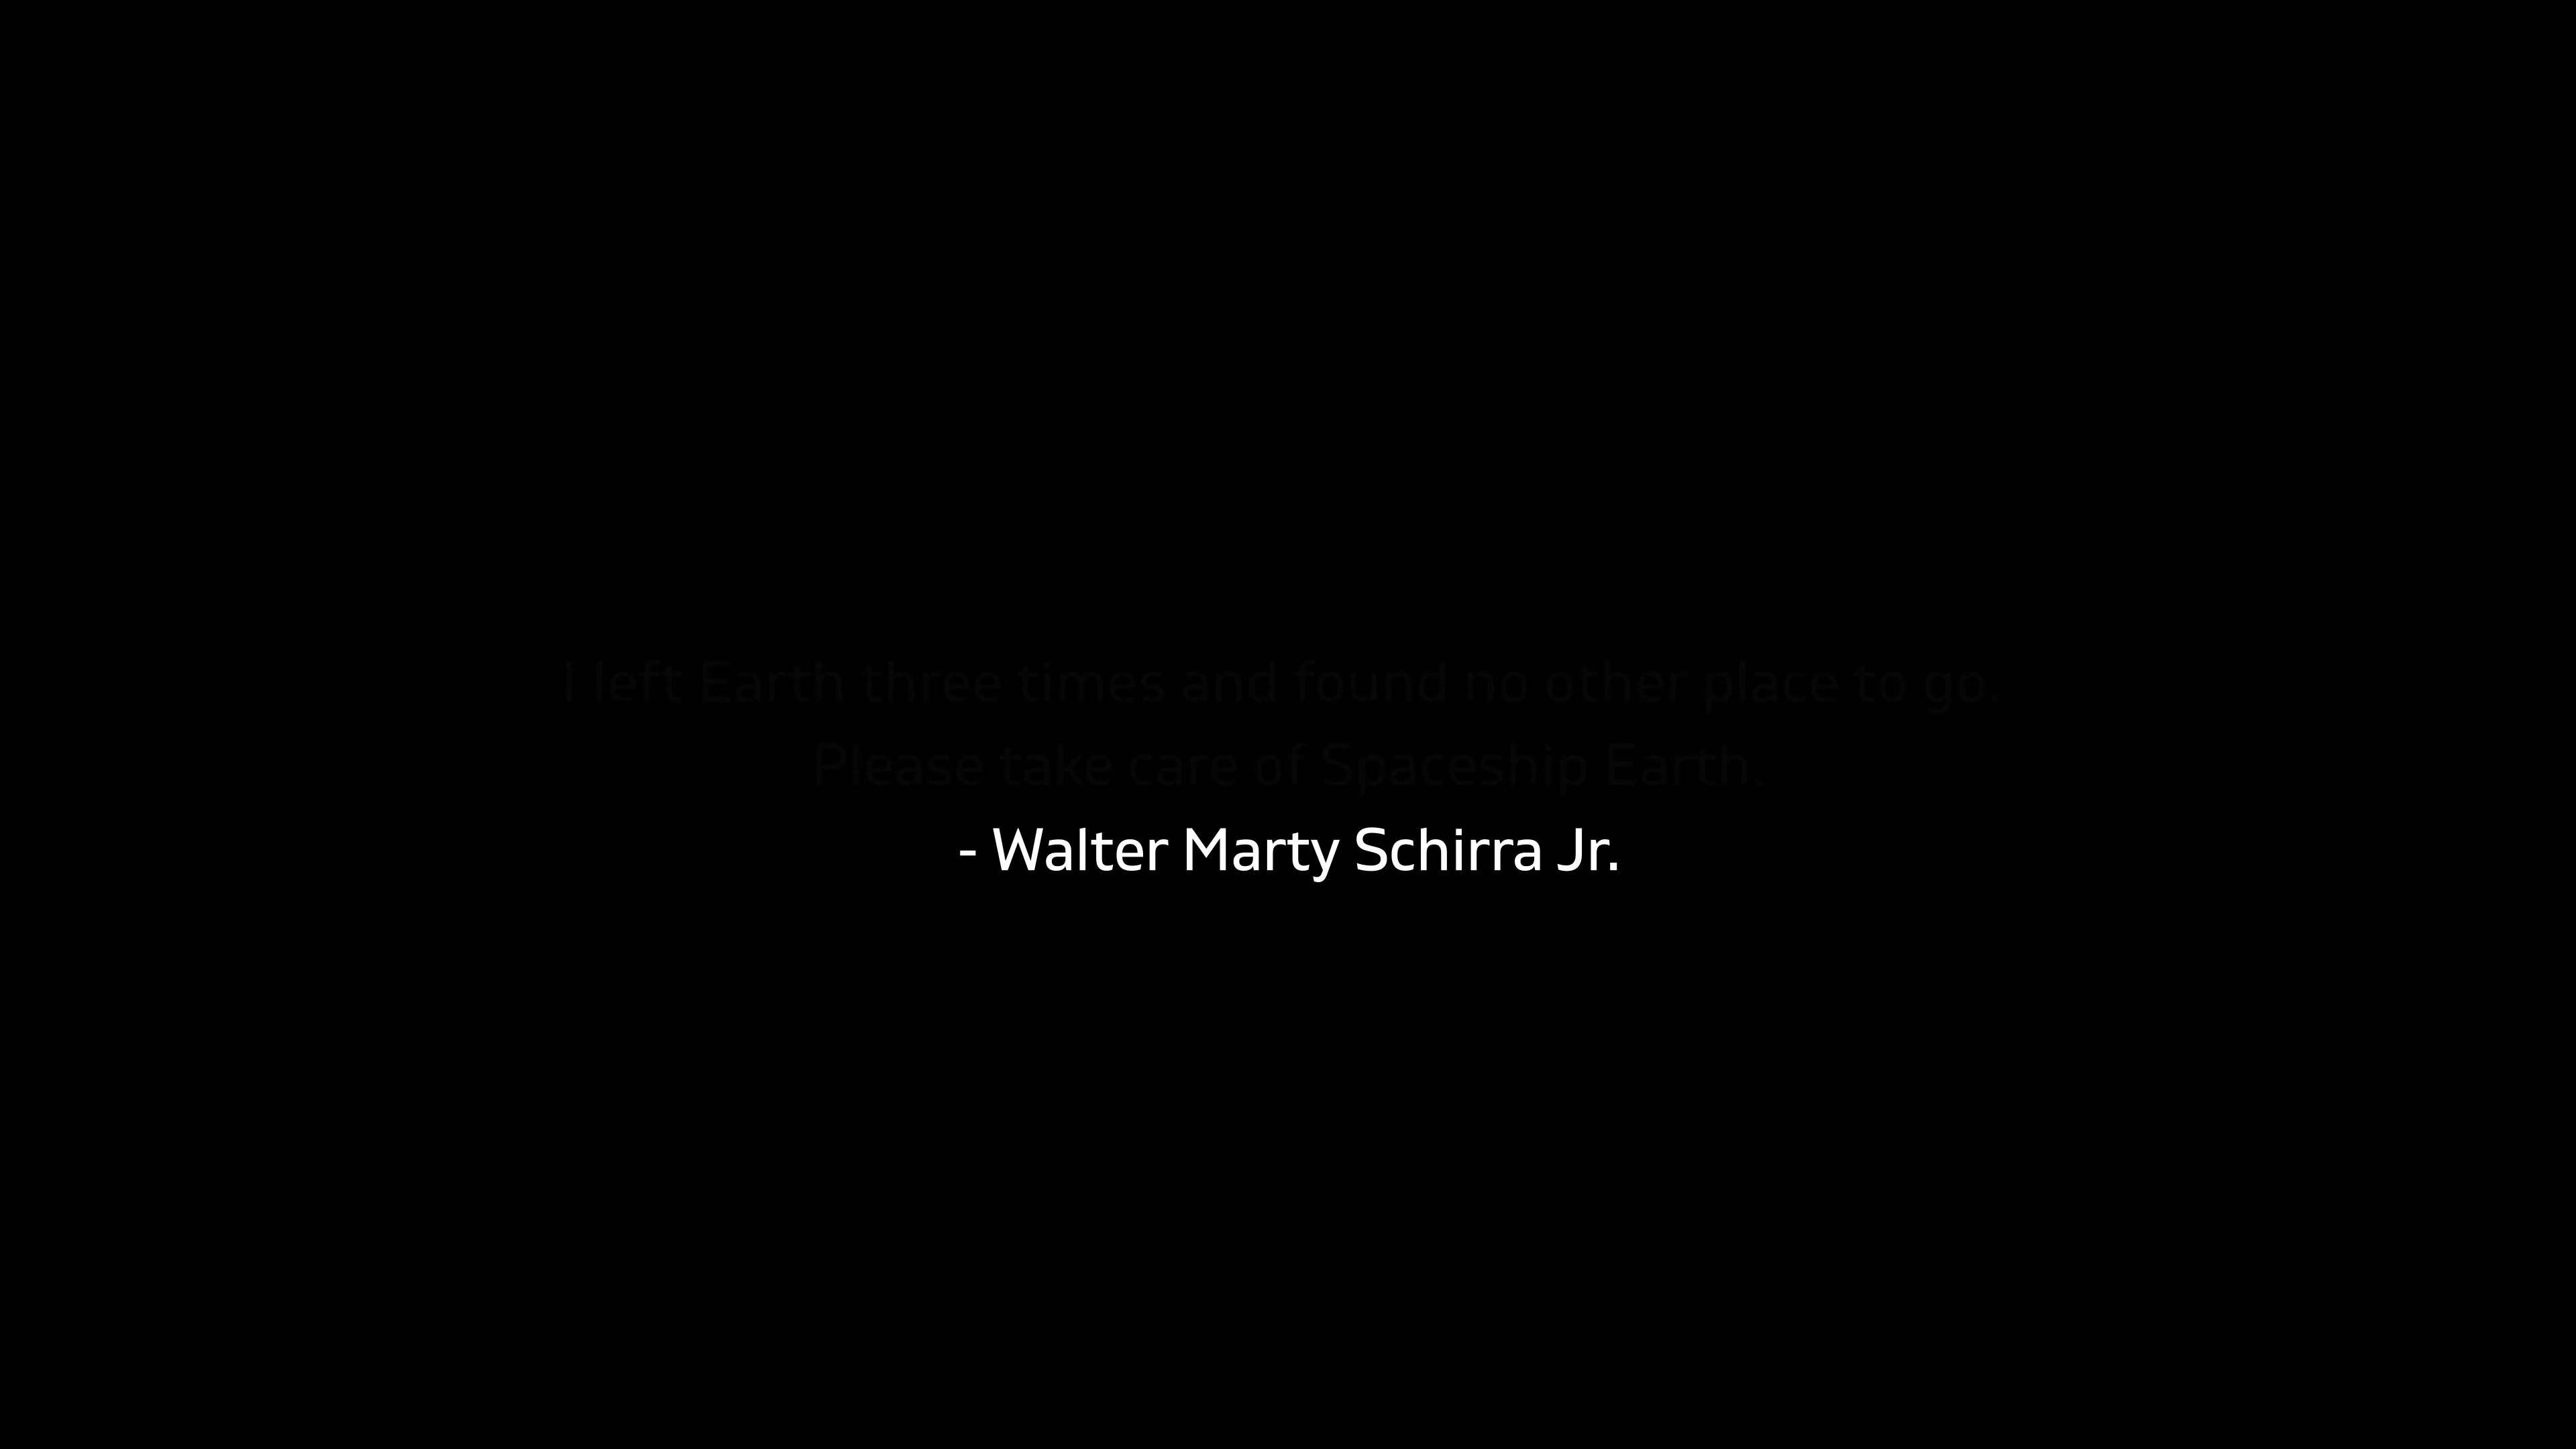 I left Earth three times and found no other place to go.
Please take care of Spaceship Earth.
- Walter Marty Schirra Jr.